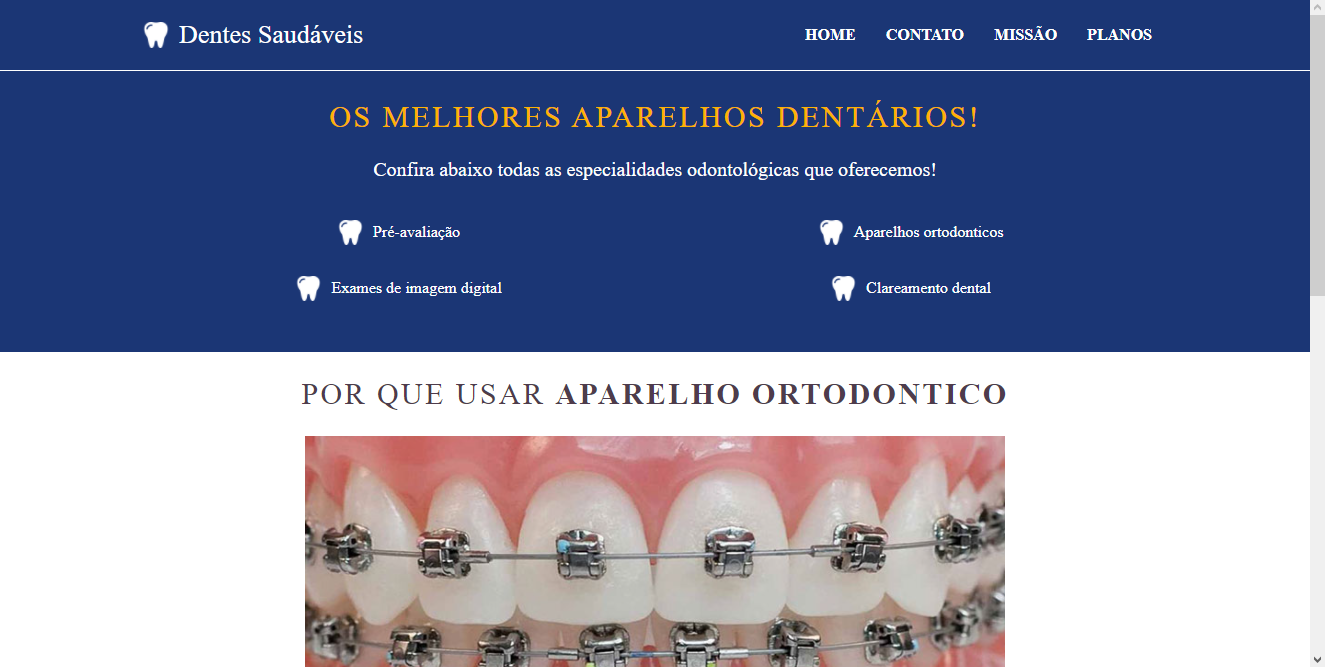 Dentes Saudáveis
HOME CONTATO MISSÃO PLANOS
OS MELHORES APARELHOS DENTÁRIOS!
Confira abaixo todas as especialidades odontológicas que oferecemos!
Pré-avaliação Aparelhos ortodonticos
Exames de imagem digital Clareamento dental
POR QUE USAR APARELHO ORTODONTICO